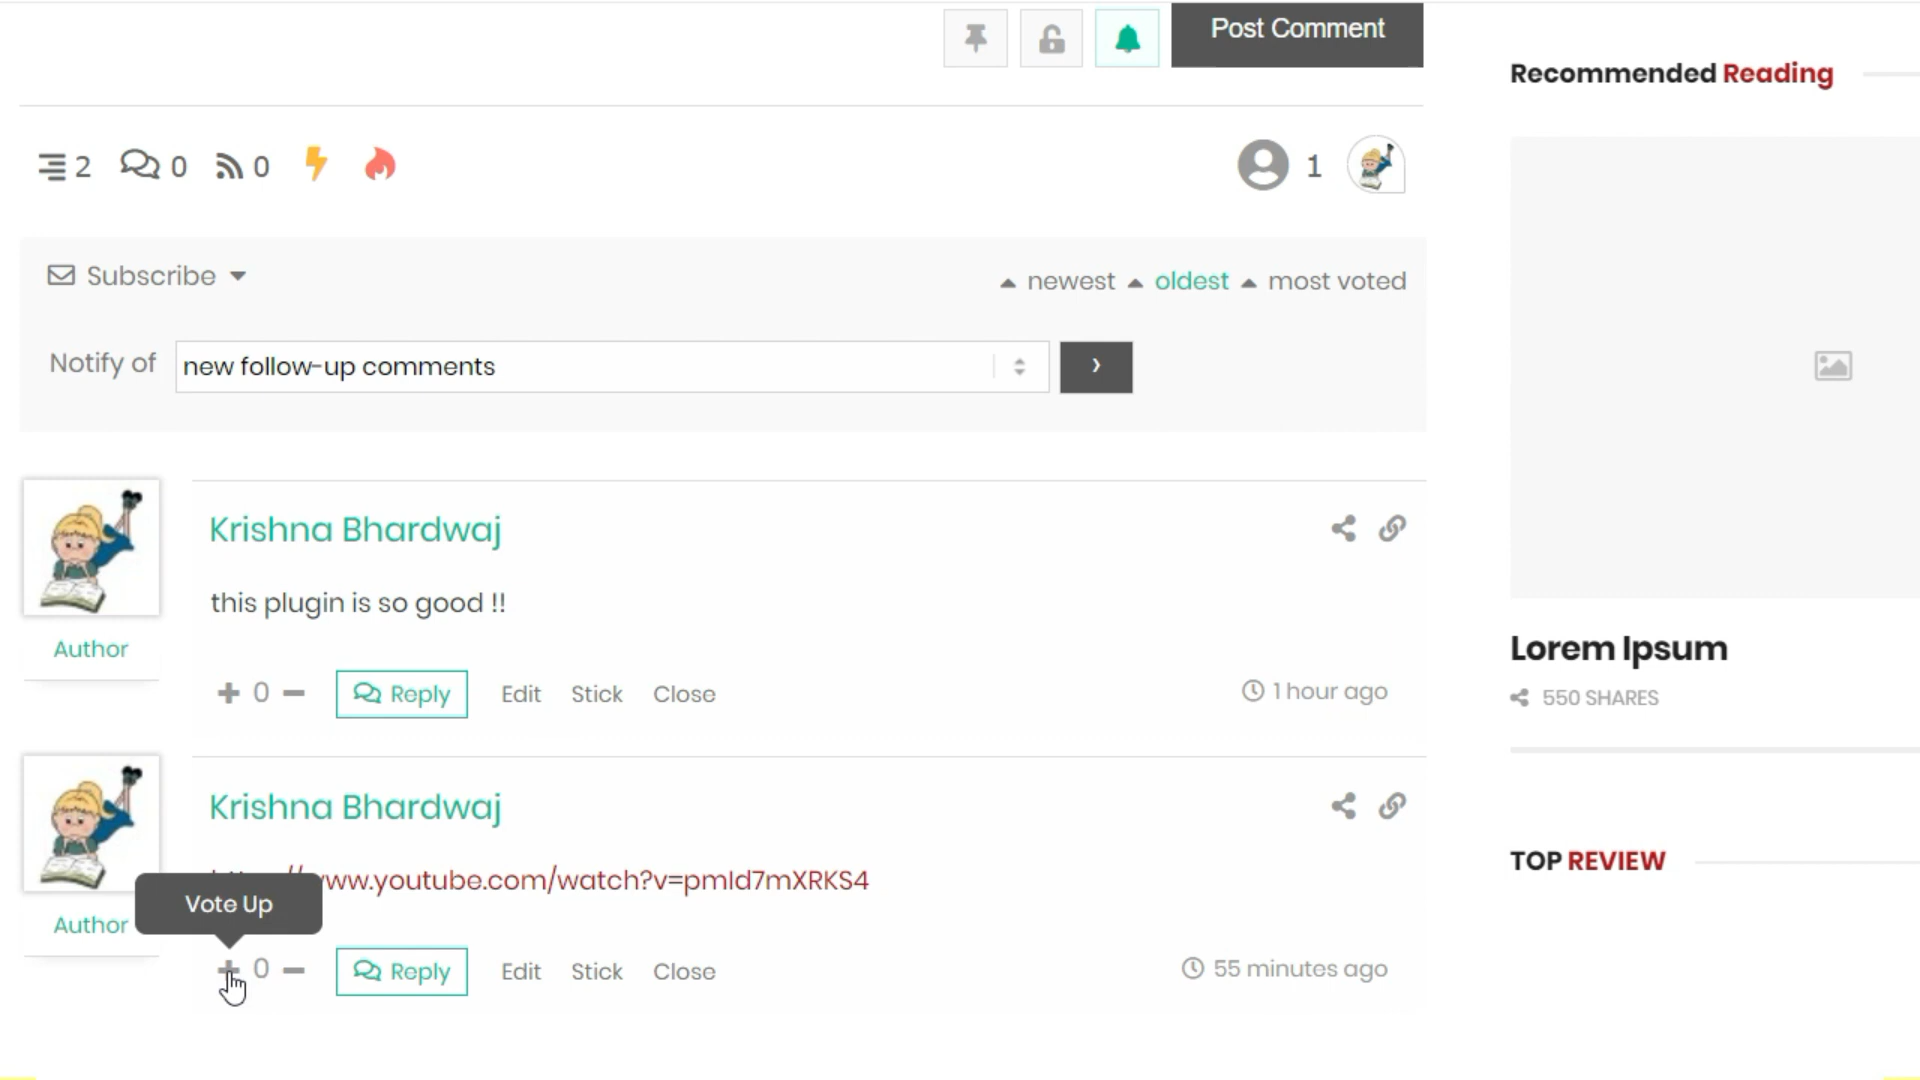 Post Comment
Recommended Reading
2 0 0
1
Subscribe
newest oldest most voted
Notify of new follow-up comments
Krishna Bhardwaj
this plugin is so good !!
Author
0 Reply Edit Stick Close 1 hour ago
Lorem Ipsum
550 SHARES
Krishna Bhardwaj
www.youtube.com/watch?v=pmId7mXRKS4
Vote Up
Author
0 Reply Edit Stick Close 55 minutes ago
TOP REVIEW